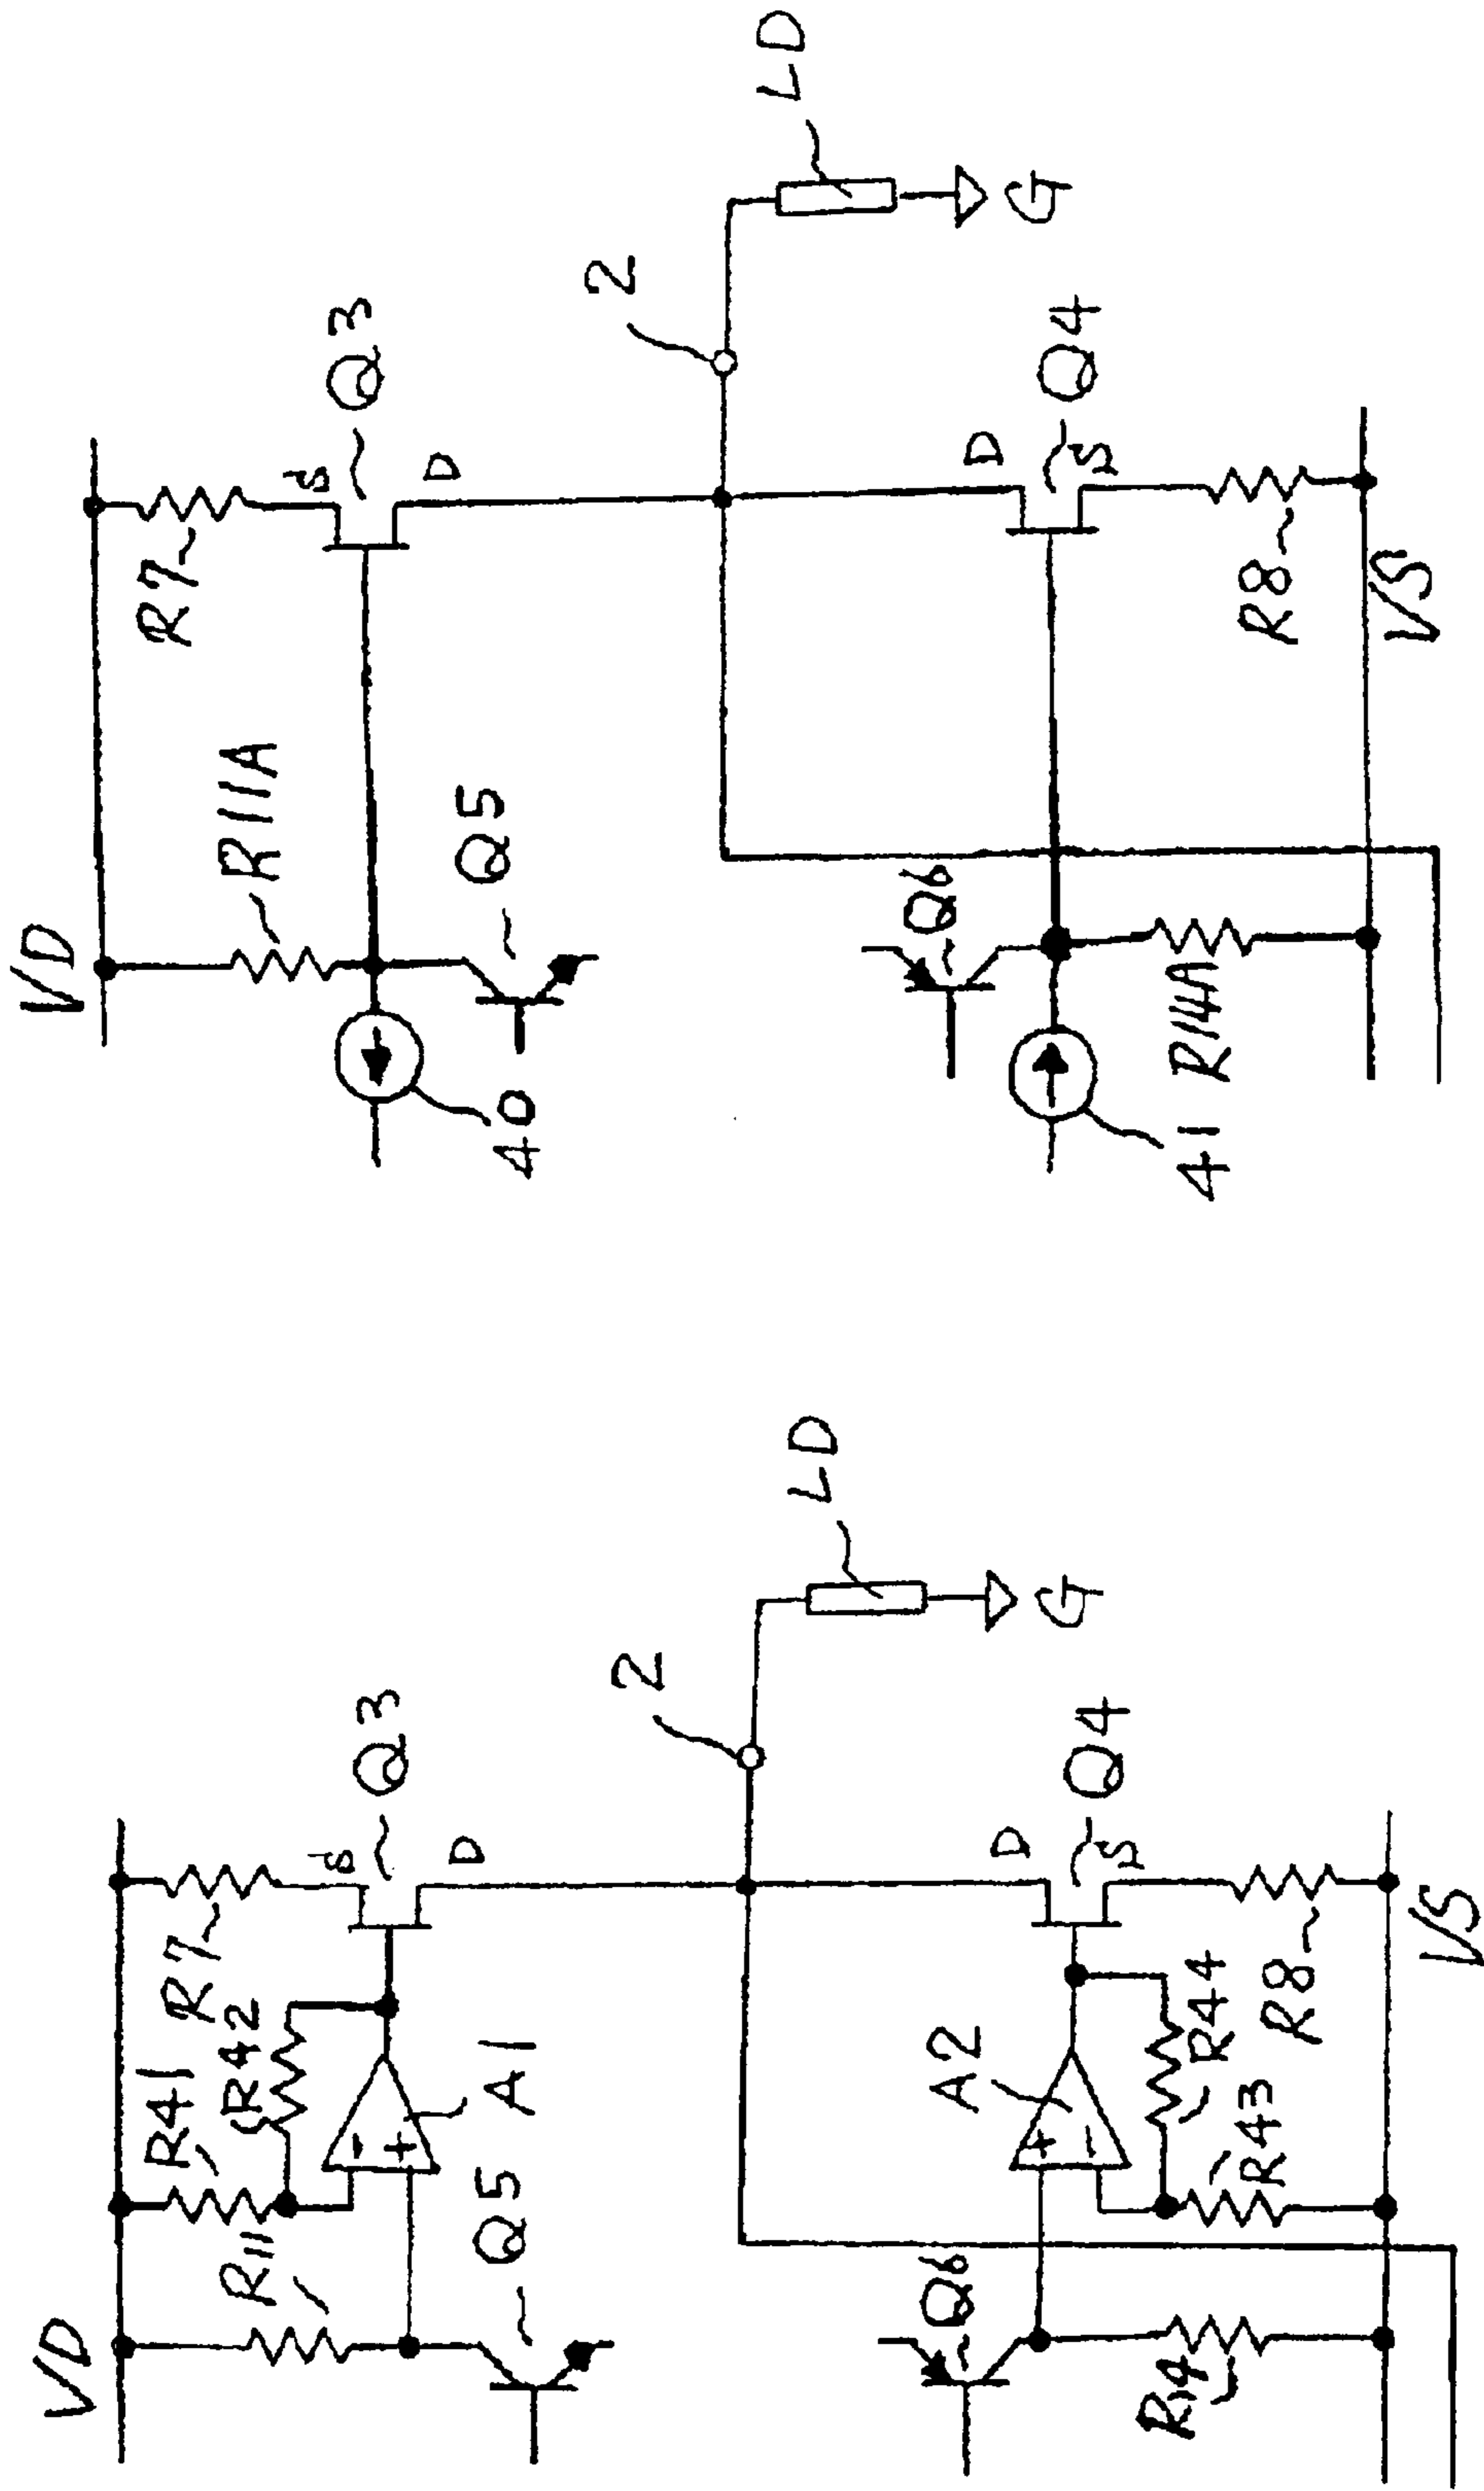 VD
R7
S
Q3
D
R111A
Q5
40
2
LD
G
D
Q4
S
Q6
R8
R14A
41
VS
VD
R7
S
Q3
D
R41
R42
R11
A1
Q5
2
LD
G
D
Q4
S
A2
Q6
R44
R43
R8
R14
VS
-
+
+
-